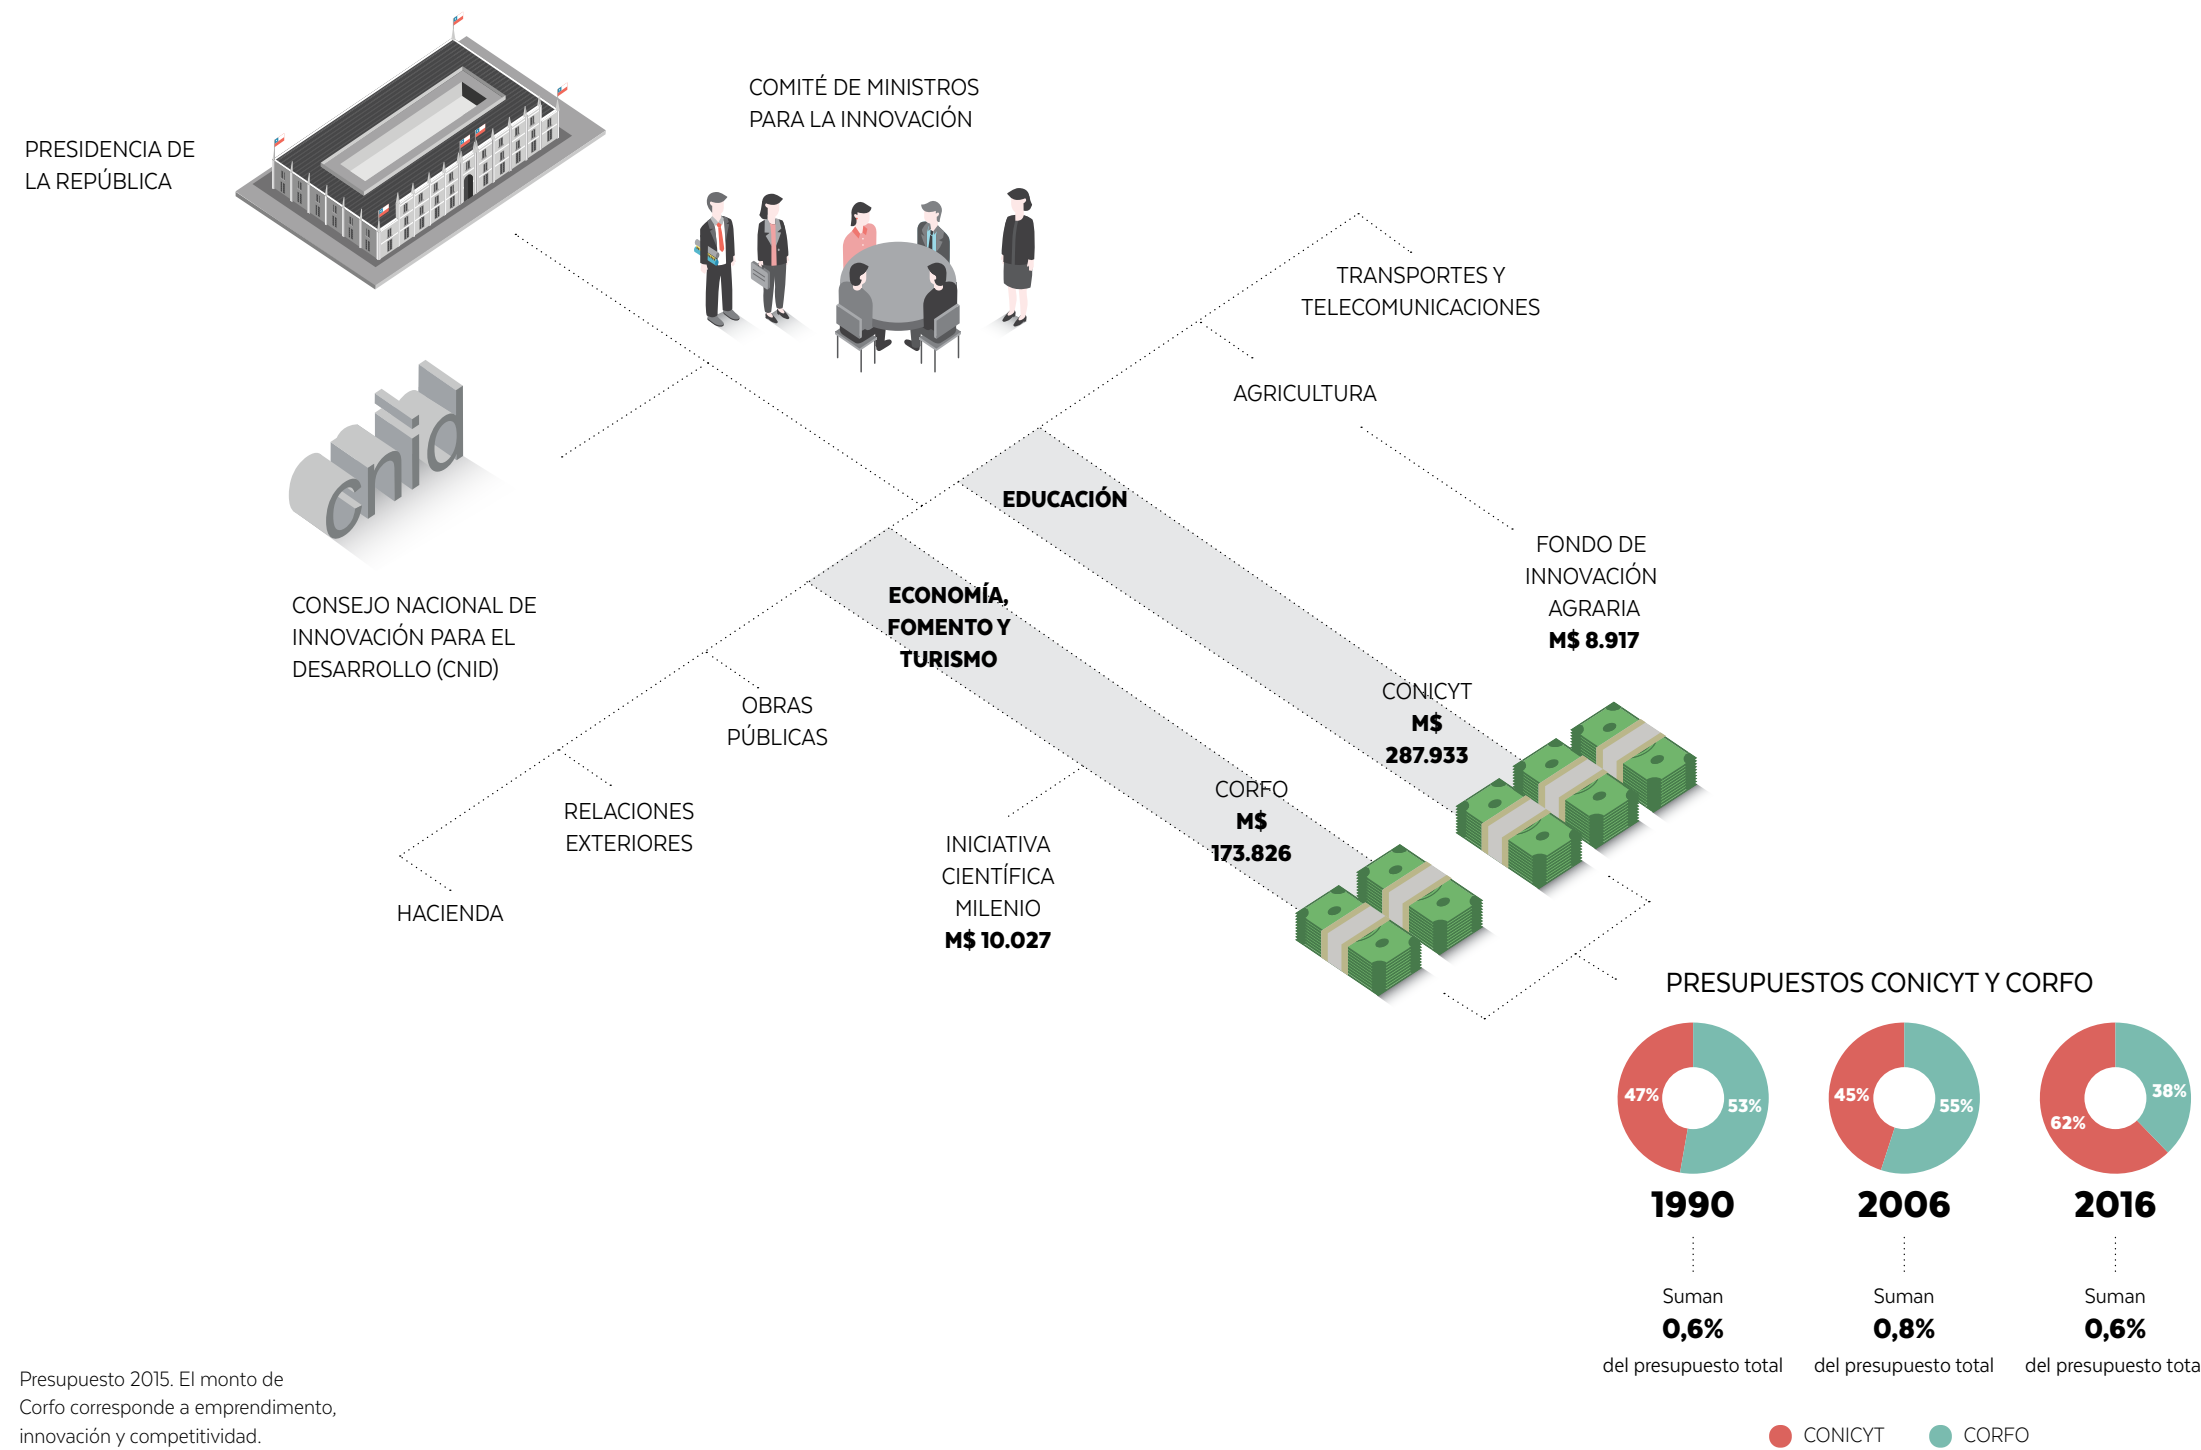 PRESIDENCIA DE
LA REPÚBLICA
COMITÉ DE MINISTROS
PARA LA INNOVACIÓN
cnid
CONSEJO NACIONAL DE
INNOVACIÓN PARA EL
DESARROLLO (CNID)
TRANSPORTES Y
TELECOMUNICACIONES
AGRICULTURA
FONDO DE
INNOVACIÓN
AGRARIA
M$ 8.917
EDUCACIÓN
CONICYT
M$
287.933
ECONOMÍA,
FOMENTO Y
TURISMO
CORFO
M$
173.826
INICIATIVA
CIENTÍFICA
MILENIO
M$ 10.027
OBRAS
PÚBLICAS
RELACIONES
EXTERIORES
HACIENDA
PRESUPUESTOS CONICYT Y CORFO
47%
53%
45%
55%
62%
38%
1990
2006
2016
Suman
0,6%
del presupuesto total
Suman
0,8%
del presupuesto total
Suman
0,6%
del presupuesto tota
CONICYT
CORFO
Presupuesto 2015. El monto de
Corfo corresponde a emprendimento,
innovación y competitividad.